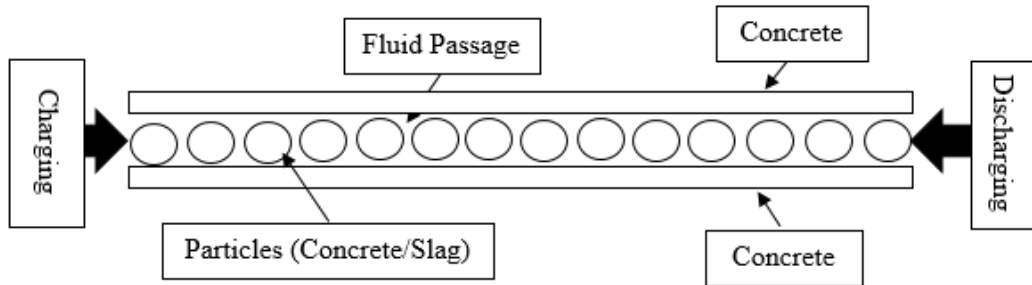 Concrete
Fluid Passage
Charging
Discharging
Particles (Concrete/Slag)
Concrete